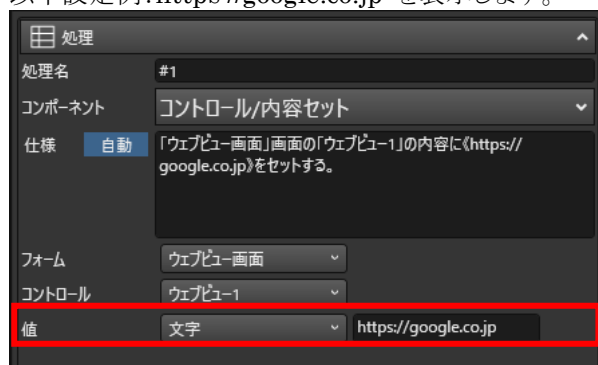 以下設定例:https://google.co.jp を表示します。
処理
処理名 #1
コンポーネント コントロール/内容セット
仕様 自動 「ウェブビュー画面」画面の「ウェブビュー1」の内容に《https://
google.co.jp》をセットする。
フォーム ウェブビュー画面
コントロール ウェブビュー1
値 文字 https://google.co.jp